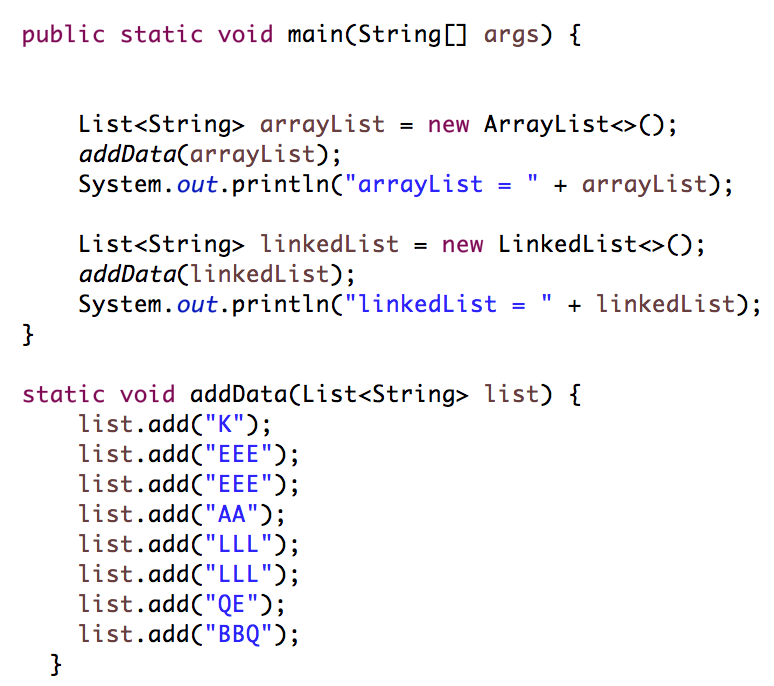 public static void main(String[] args) {
List<String> arrayList = new ArrayList<>();
addData(arrayList);
System.out.println("arrayList = " + arrayList);
List<String> linkedList = new LinkedList<>();
addData(linkedList);
System.out.println("linkedList = " + linkedList);
}
static void addData(List<String> list) {
list.add("K");
list.add("EEE");
list.add("EEE");
list.add("AA");
list.add("LLL");
list.add("LLL");
list.add("QE");
list.add("BBQ");
}